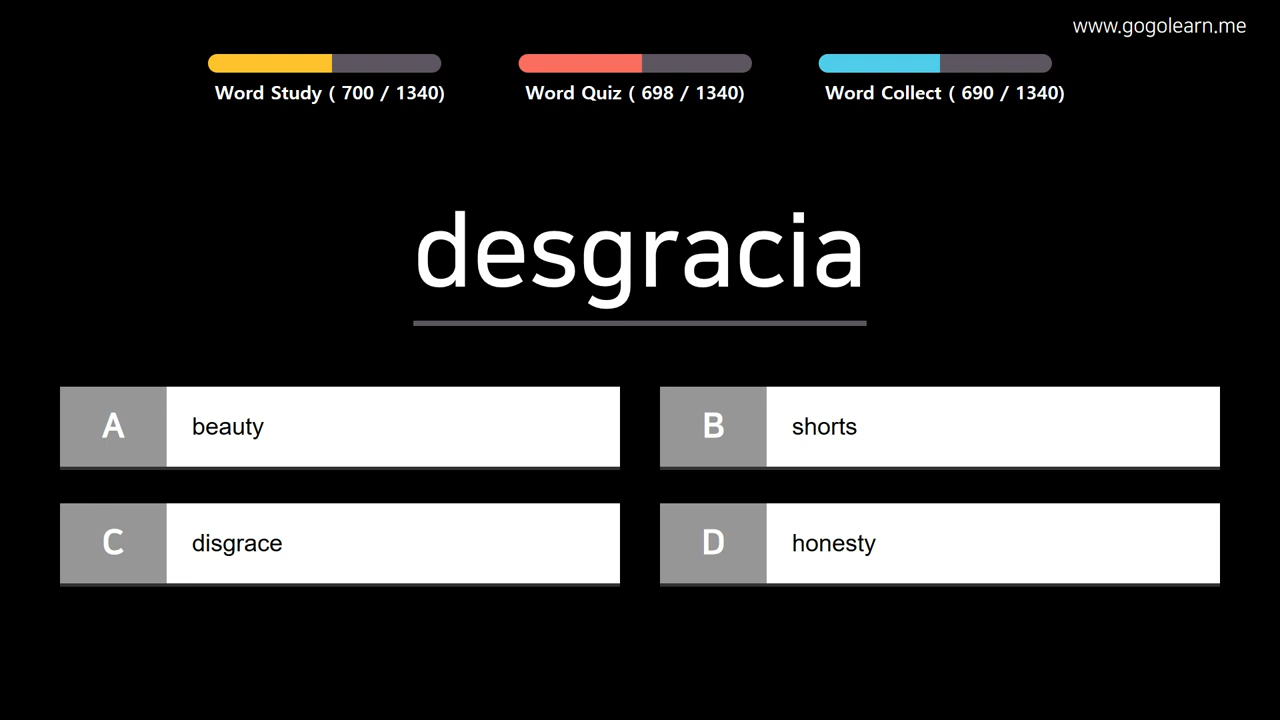 www.gogolearn.me
Word Study ( 700 / 1340)
Word Quiz ( 698 / 1340)
Word Collect ( 690 / 1340)
desgracia
A beauty
B shorts
C disgrace
D honesty